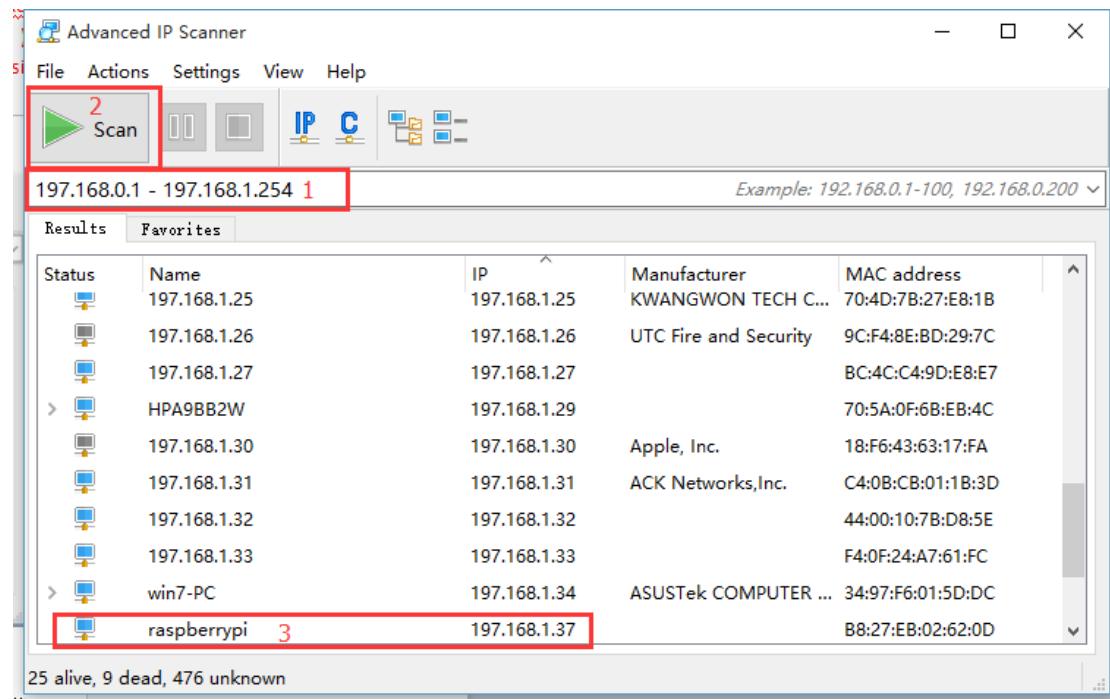 Advanced IP Scanner
File Actions Settings View Help
2
Scan
IP C
197.168.0.1 - 197.168.1.254 1 Example: 192.168.0.1-100, 192.168.0.200
Results Favorites
Status Name IP Manufacturer MAC address
197.168.1.25 197.168.1.25 KWANGWON TECH C... 70:4D:7B:27:E8:1B
197.168.1.26 197.168.1.26 UTC Fire and Security 9C:F4:8E:BD:29:7C
197.168.1.27 197.168.1.27 BC:4C:C4:9D:E8:E7
HPA9BB2W 197.168.1.29 70:5A:0F:6B:EB:4C
197.168.1.30 197.168.1.30 Apple, Inc. 18:F6:43:63:17:FA
197.168.1.31 197.168.1.31 ACK Networks,Inc. C4:0B:CB:01:1B:3D
197.168.1.32 197.168.1.32 44:00:10:7B:D8:5E
197.168.1.33 197.168.1.33 F4:0F:24:A7:61:FC
win7-PC 197.168.1.34 ASUSTek COMPUTER ... 34:97:F6:01:5D:DC
raspberrypi 3 197.168.1.37 B8:27:EB:02:62:0D
25 alive, 9 dead, 476 unknown